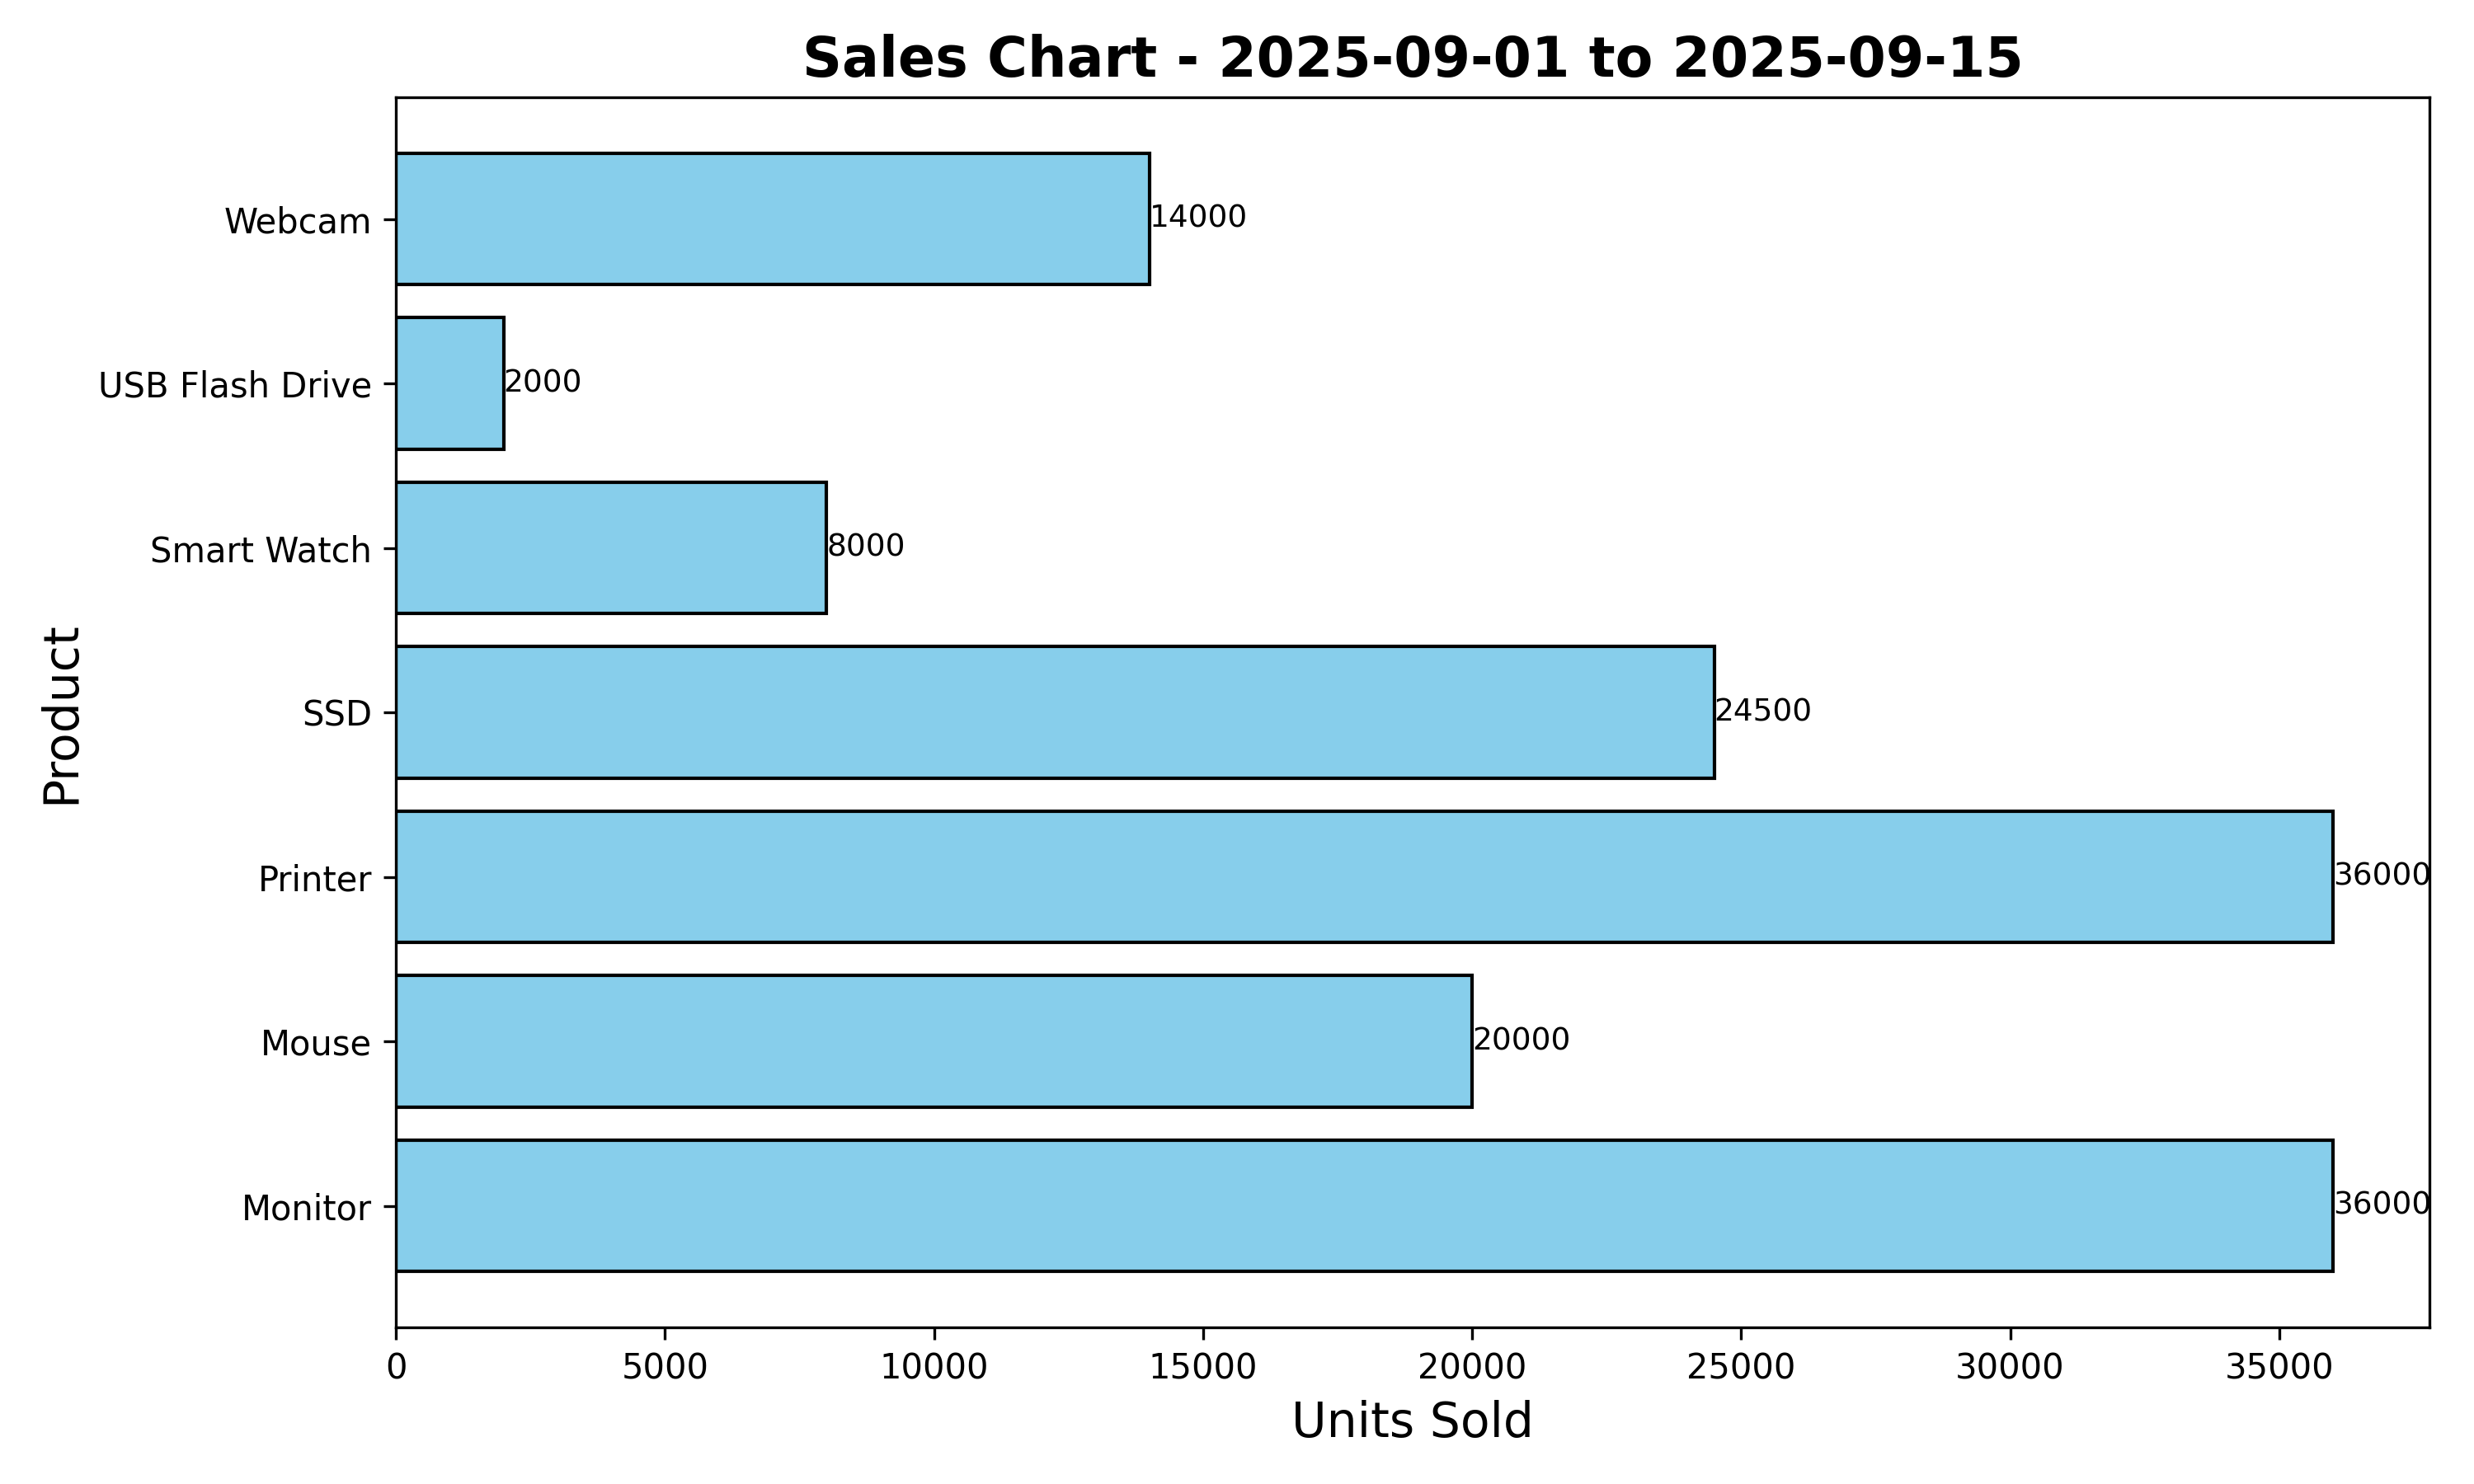 Sales Chart - 2025-09-01 to 2025-09-15
Product
Webcam 14000
USB Flash Drive 2000
Smart Watch 8000
SSD 24500
Printer 36000
Mouse 20000
Monitor 36000
0 5000 10000 15000 20000 25000 30000 35000
Units Sold